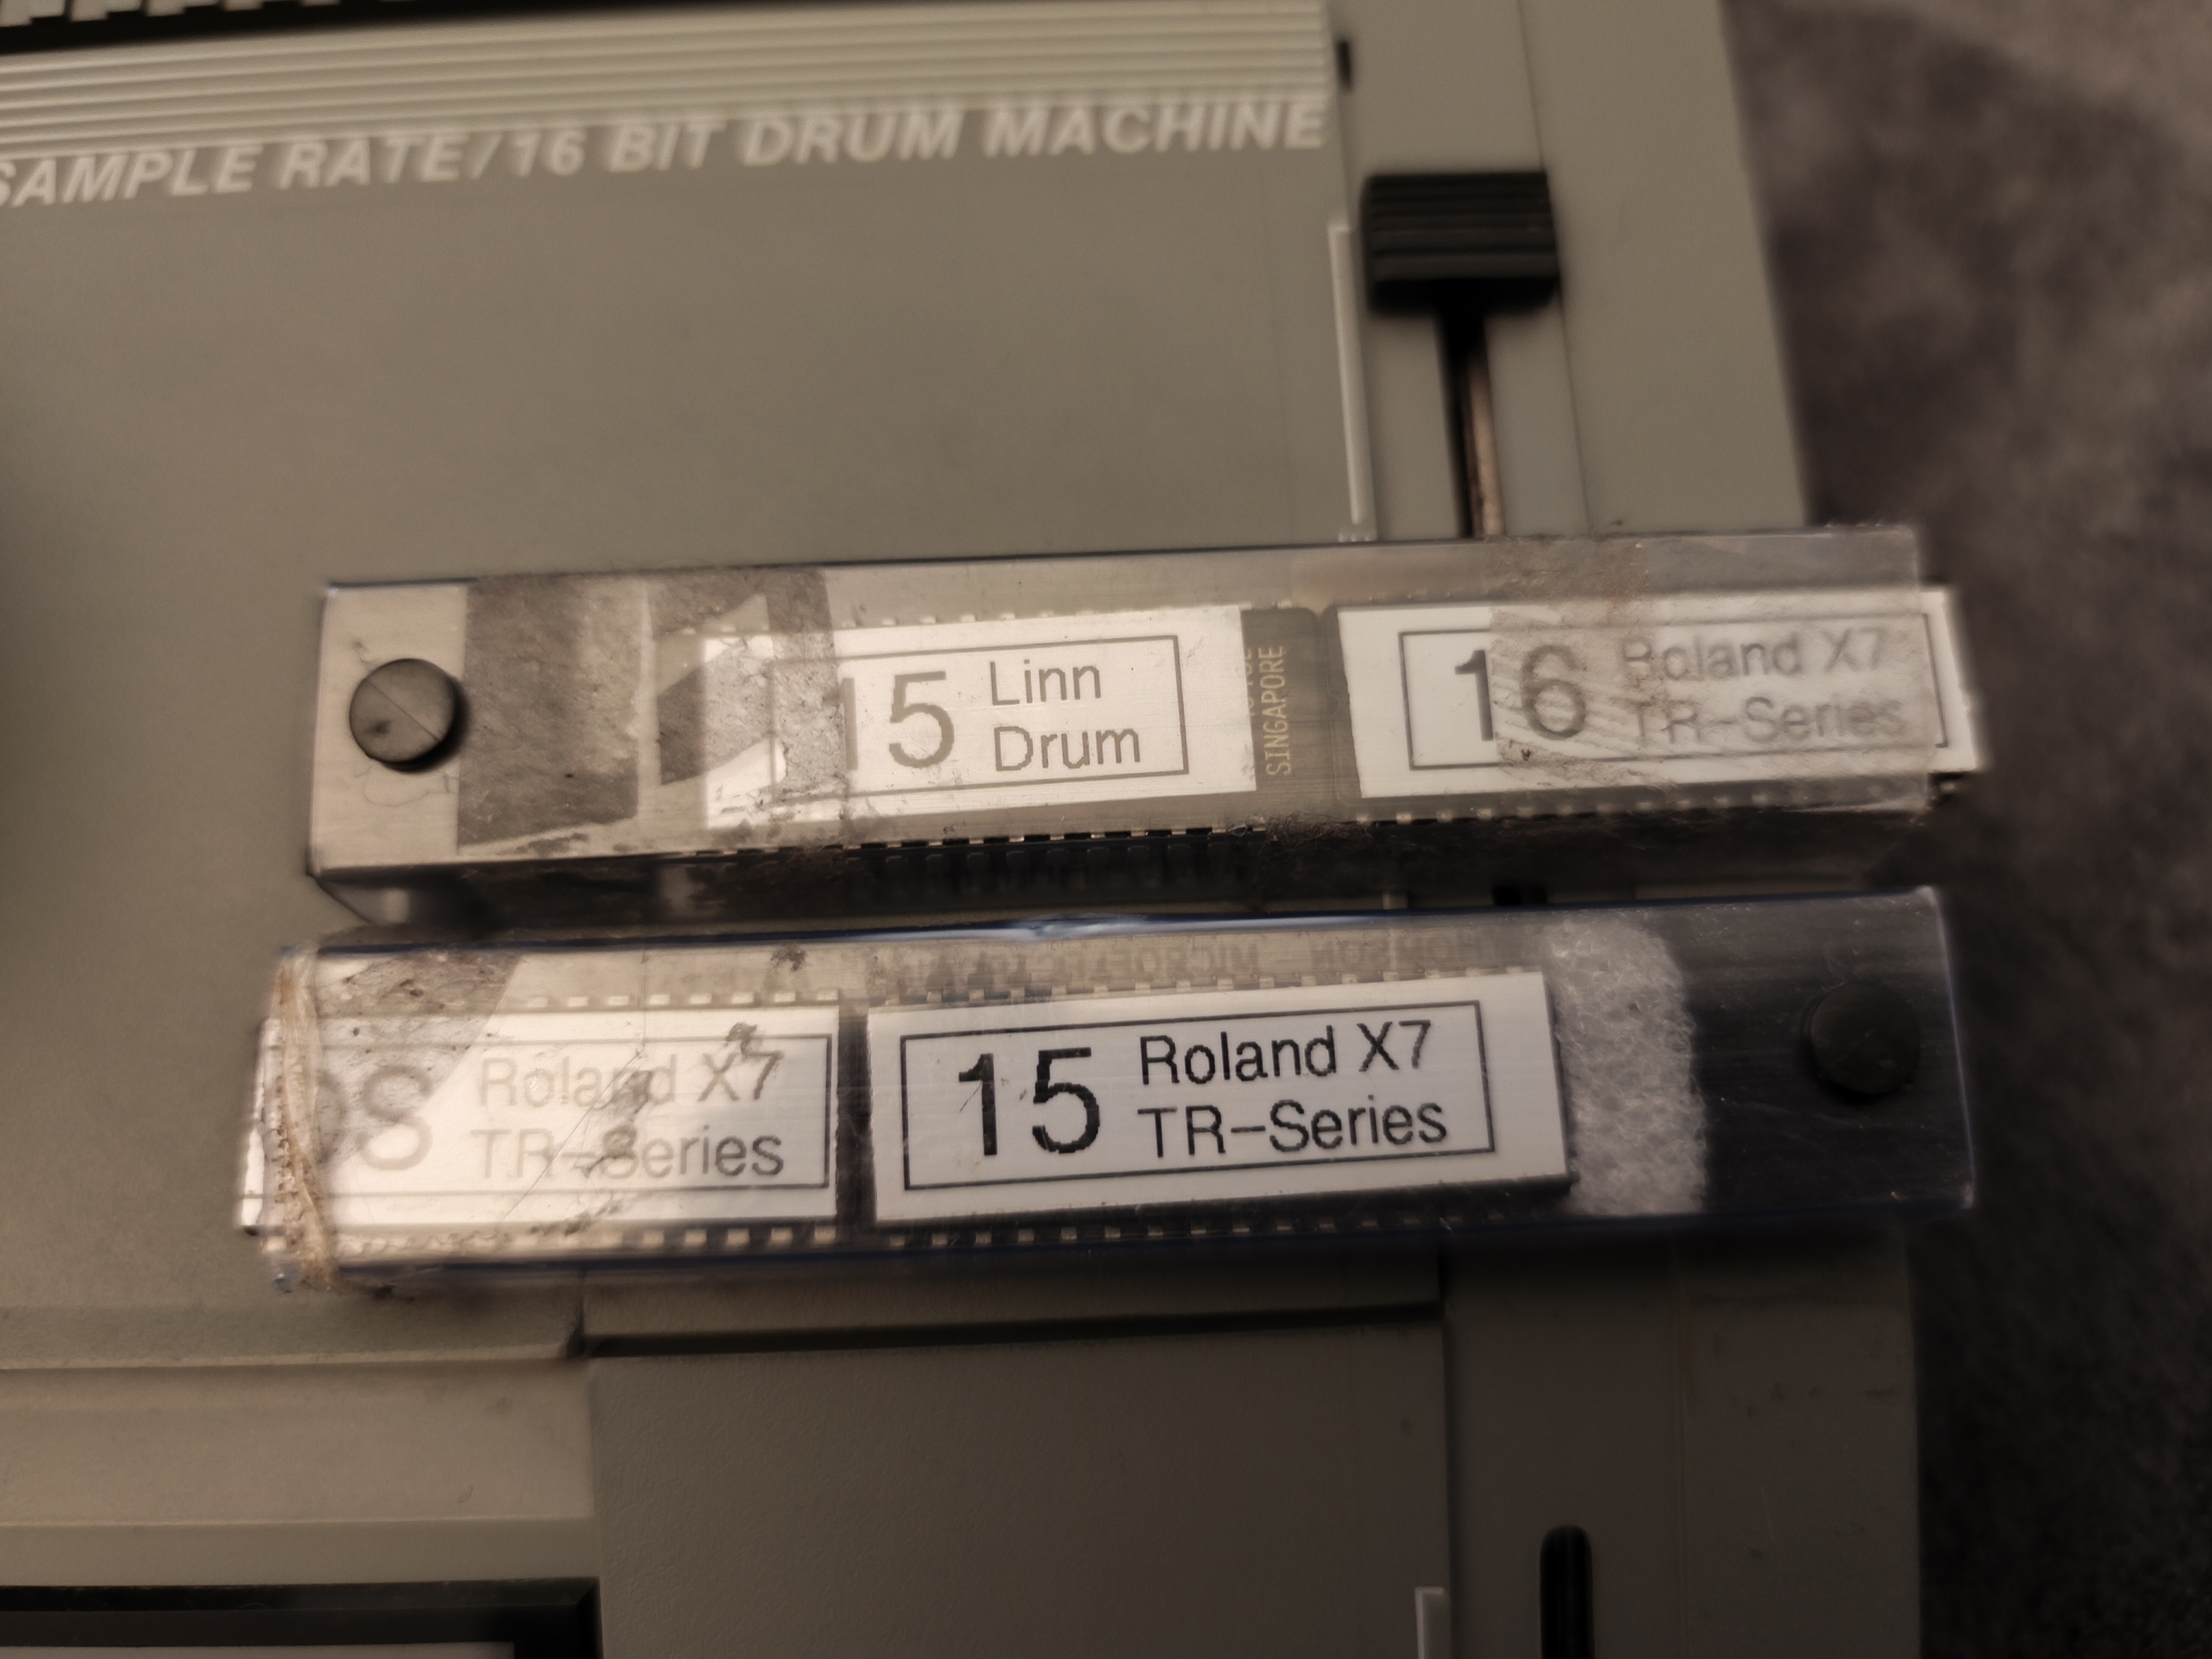 SAMPLE RATE/16 BIT DRUM MACHINE
15 Linn
Drum
SINGAPORE
16 Roland X7
TR-Series
OS Roland X7
TR-Series
15 Roland X7
TR-Series